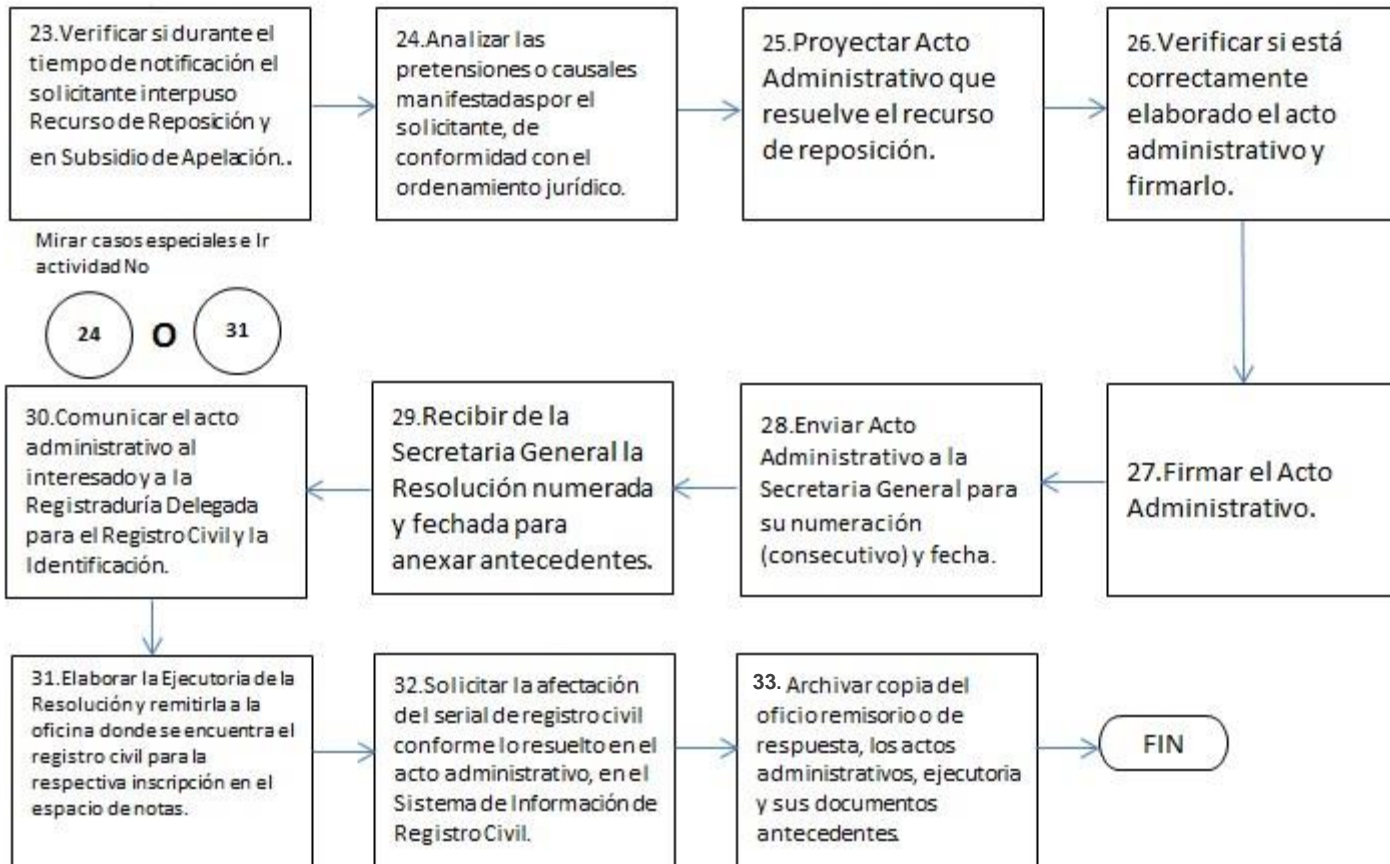 23.Verificar si durante el
tiempo de notificación el
solicitante interpuso
Recurso de Reposición y
en Subsidio de Apelación..
24.Analizar las
pretensiones o causales
manifestadas por el
solicitante, de
conformidad con el
ordenamiento jurídico.
25.Proyectar Acto
Administrativo que
resuelve el recurso
de reposición.
26.Verificar si está
correctamente
elaborado el acto
administrativo y
firmarlo.
Mirar casos especiales e Ir
actividad No
24 O 31
27.Firmar el Acto
Administrativo.
28.Enviar Acto
Administrativo a la
Secretaria General para
su numeración
(consecutivo) y fecha.
29.Recibir de la
Secretaria General la
Resolución numerada
y fechada para
anexar antecedentes.
30.Comunicar el acto
administrativo al
interesado y a la
Registraduría Delegada
para el Registro Civil y la
Identificación.
31.Elaborar la Ejecutoria de la
Resolución y remitirla a la
oficina donde se encuentra el
registro civil para la
respectiva inscripción en el
espacio de notas.
32.Solicitar la afectación
del serial de registro civil
conforme lo resuelto en el
acto administrativo, en el
Sistema de Información de
Registro Civil.
33. Archivar copia del
oficio remisorio o de
respuesta, los actos
administrativos, ejecutoria
y sus documentos
antecedentes.
FIN